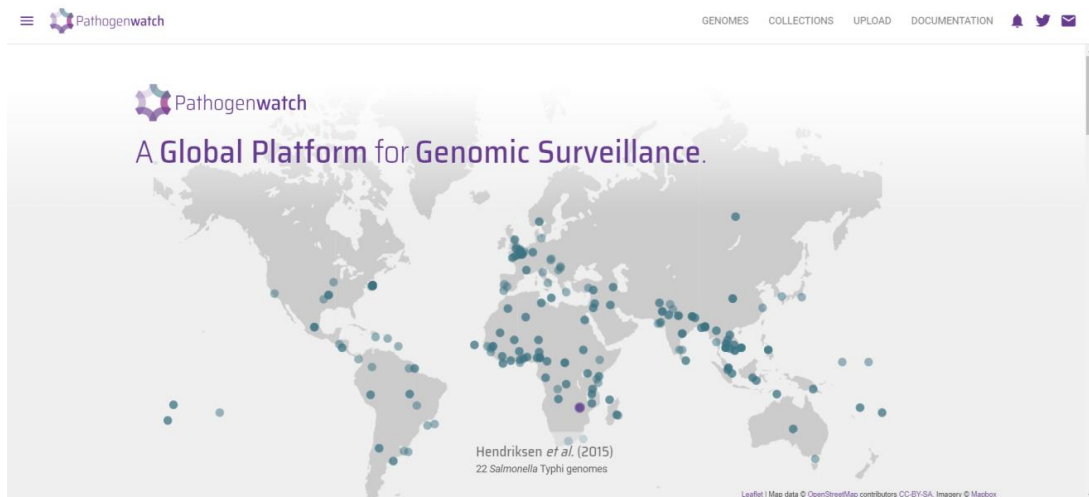 Pathogenwatch
GENOMES COLLECTIONS UPLOAD DOCUMENTATION
Pathogenwatch
A Global Platform for Genomic Surveillance.
Hendriksen et al. (2015)
22 Salmonella Typhi genomes
Leaflet | Map data © OpenStreetMap contributors CC-BY-SA, Imagery © Mapbox